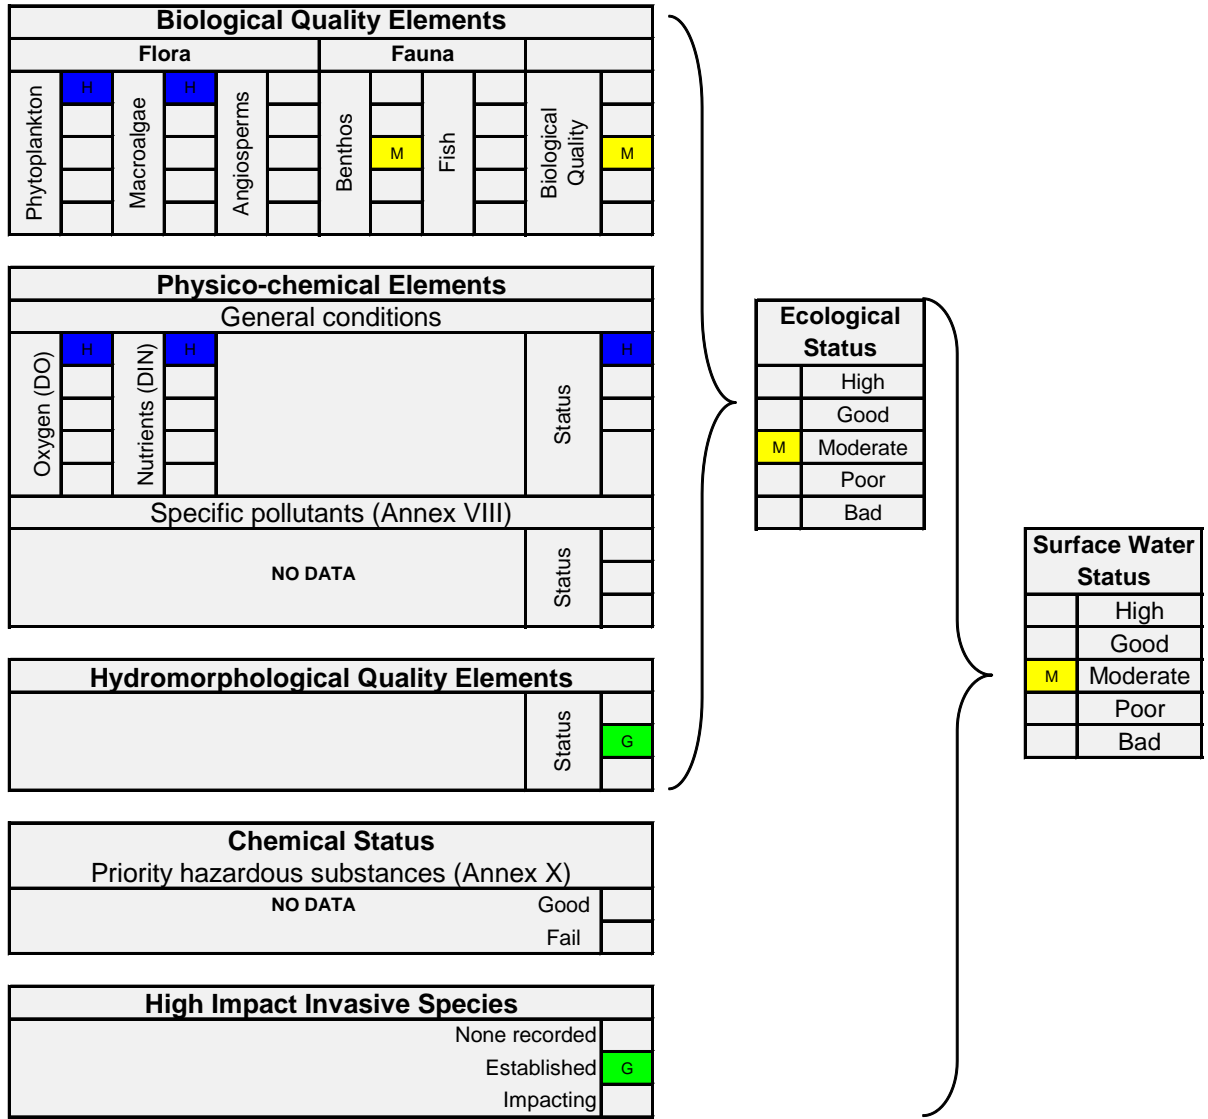 Biological Quality Elements
Flora
Fauna
Phytoplankton
H
Macroalgae
H
Angiosperms
Benthos
M
Fish
Biological
Quality
M
Physico-chemical Elements
General conditions
Oxygen (DO)
H
Nutrients (DIN)
H
Status
H
Specific pollutants (Annex VIII)
NO DATA
Status
Hydromorphological Quality Elements
Status
G
Chemical Status
Priority hazardous substances (Annex X)
NO DATA
Good
Fail
High Impact Invasive Species
None recorded
Established
G
Impacting
Ecological
Status
High
Good
M
Moderate
Poor
Bad
Surface Water
Status
High
Good
M
Moderate
Poor
Bad